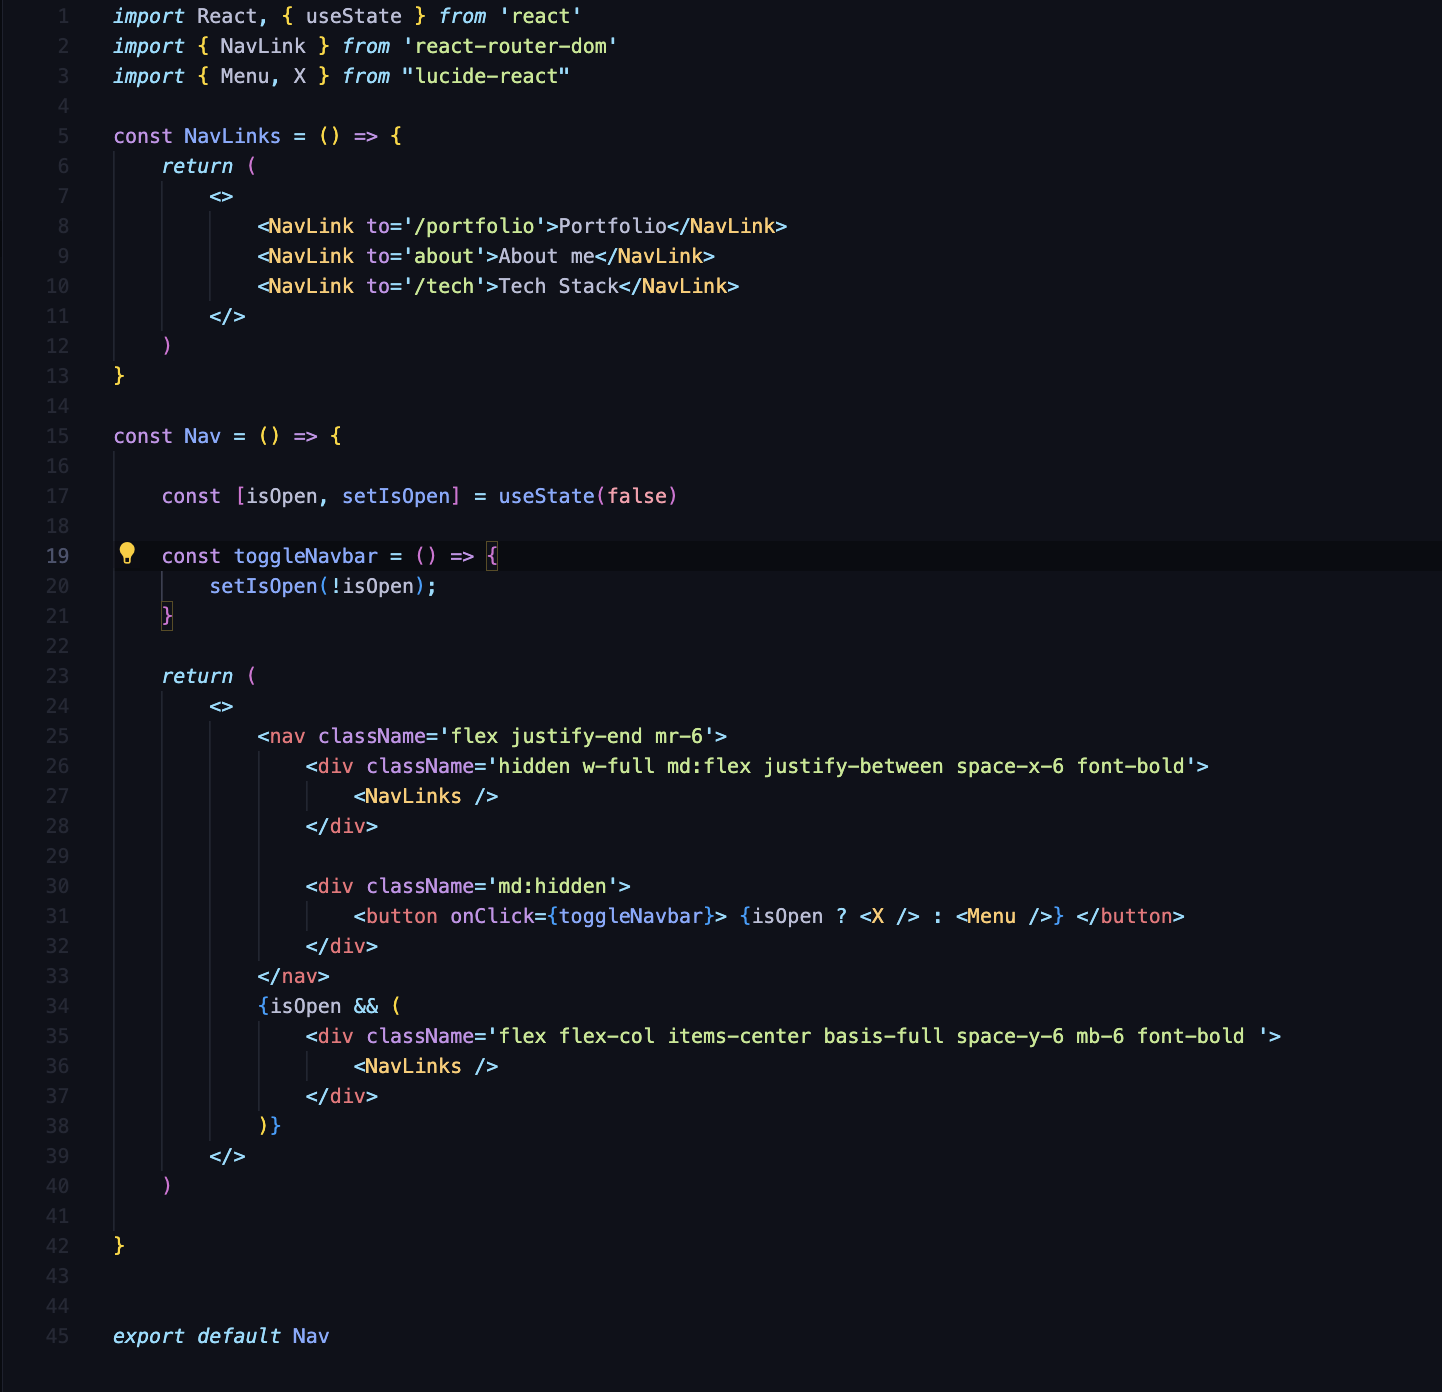 1 import React, { useState } from 'react'
2 import { NavLink } from 'react-router-dom'
3 import { Menu, X } from "lucide-react"
4
5 const NavLinks = () => {
6     return (
7         <>
8             <NavLink to='/portfolio'>Portfolio</NavLink>
9             <NavLink to='about'>About me</NavLink>
10             <NavLink to='/tech'>Tech Stack</NavLink>
11         </>
12     )
13 }
14
15 const Nav = () => {
16
17     const [isOpen, setIsOpen] = useState(false)
18
19     const toggleNavbar = () => {
20         setIsOpen(!isOpen);
21     }
22
23     return (
24         <>
25             <nav className='flex justify-end mr-6'>
26                 <div className='hidden w-full md:flex justify-between space-x-6 font-bold'>
27                     <NavLinks />
28                 </div>
29
30                 <div className='md:hidden'>
31                     <button onClick={toggleNavbar}> {isOpen ? <X /> : <Menu />} </button>
32                 </div>
33             </nav>
34             {isOpen && (
35                 <div className='flex flex-col items-center basis-full space-y-6 mb-6 font-bold '>
36                     <NavLinks />
37                 </div>
38             )}
39         </>
40     )
41
42 }
43
44
45 export default Nav